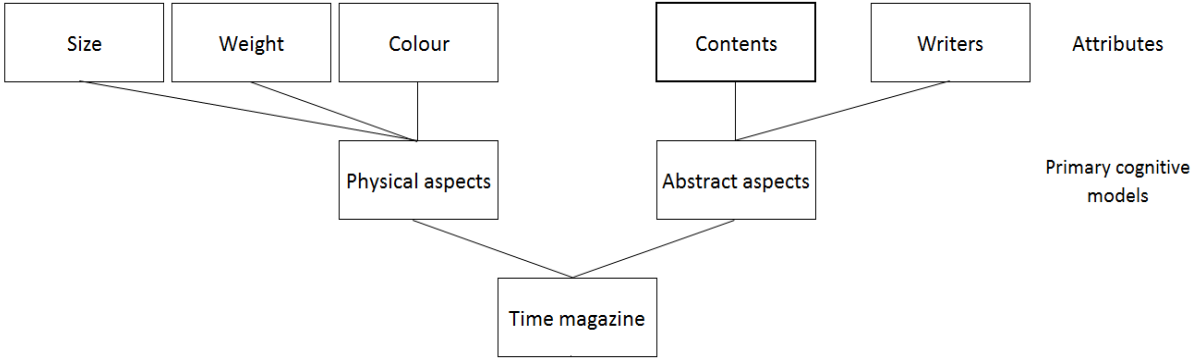 Size
Weight
Colour
Contents
Writers
Attributes
Physical aspects
Abstract aspects
Primary cognitive
models
Time magazine